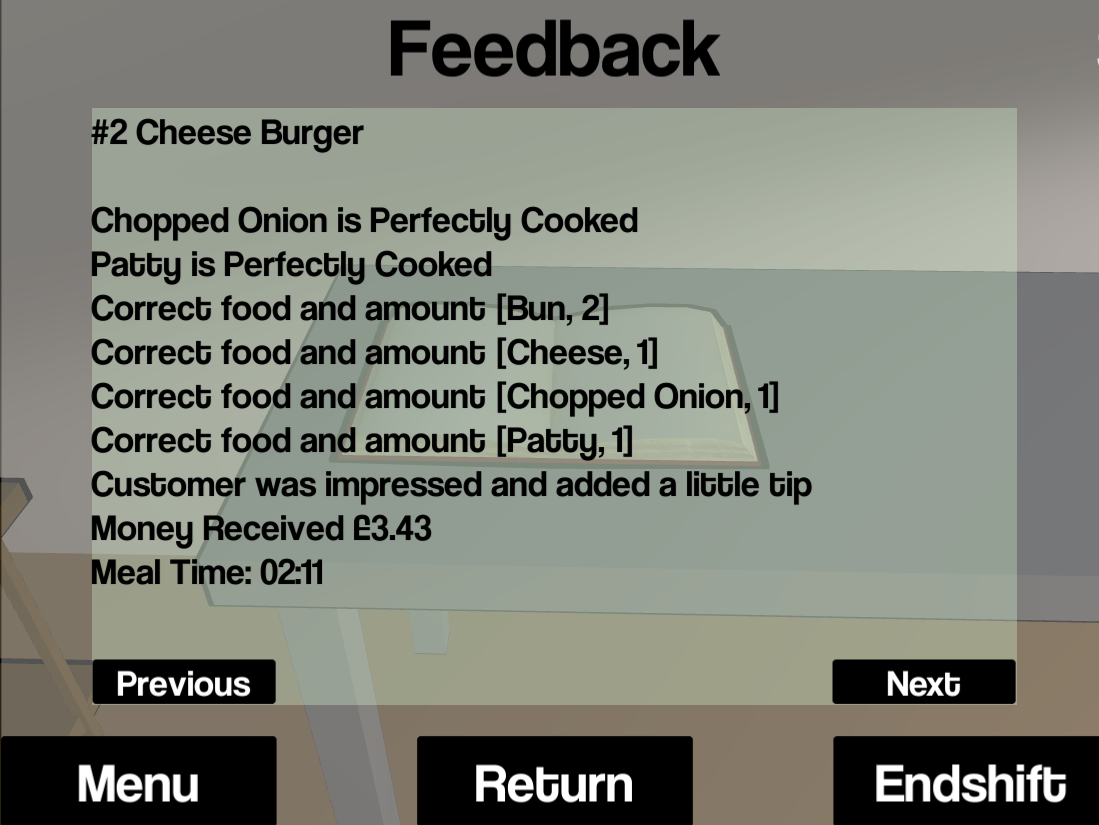 Feedback
#2 Cheese Burger
Chopped Onion is Perfectly Cooked
Patty is Perfectly Cooked
Correct food and amount [Bun, 2]
Correct food and amount [Cheese, 1]
Correct food and amount [Chopped Onion, 1]
Correct food and amount [Patty, 1]
Customer was impressed and added a little tip
Money Received £3.43
Meal Time: 02:11
Previous
Next
Menu
Return
Endshift